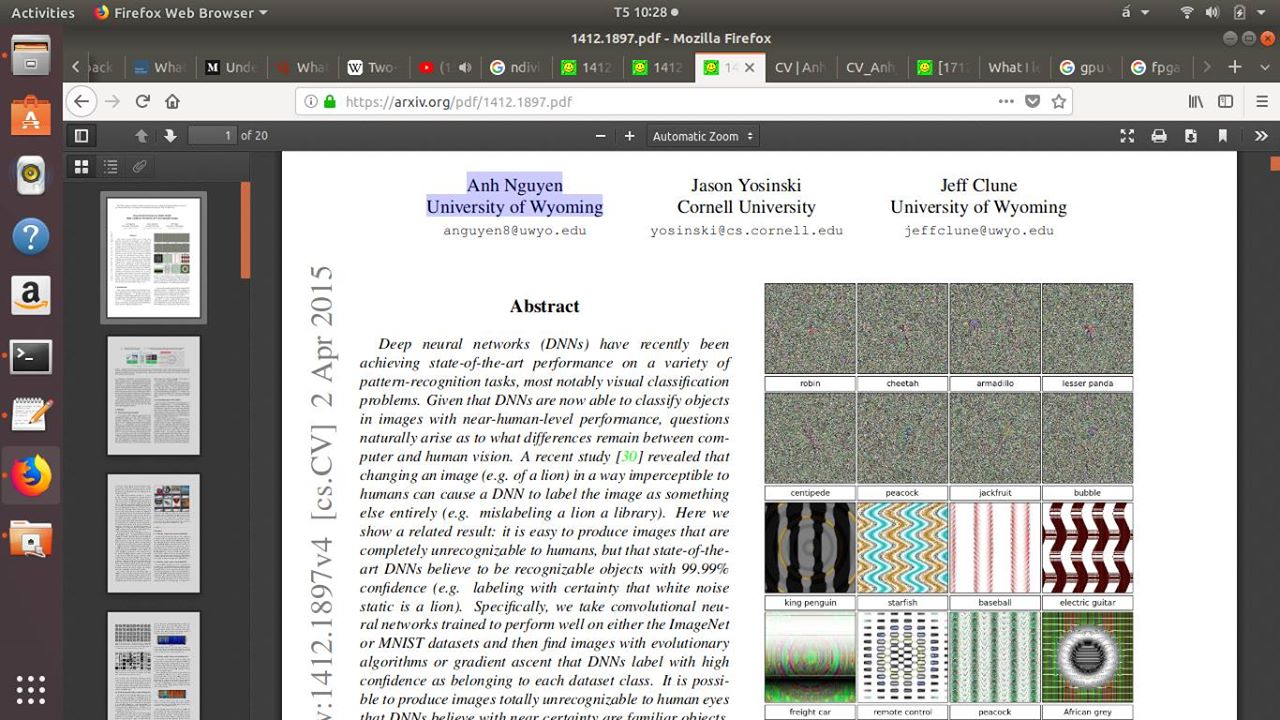 Activities
Firefox Web Browser
T5 10:28
á
1412.1897.pdf - Mozilla Firefox
back
What
M Und
What
W Two-
(1
ndivi
1412
1412
14
CV | Anh
CV_Anh
[171
What I le
gpu v
fpga
https://arxiv.org/pdf/1412.1897.pdf
1 of 20
Automatic Zoom
Anh Nguyen
University of Wyoming
anguyen8@uwyo.edu
Jason Yosinski
Cornell University
yosinski@cs.cornell.edu
Jeff Clune
University of Wyoming
jeffclune@uwyo.edu
v:1412.1897v4 [cs.CV] 2 Apr 2015
Abstract
Deep neural networks (DNNs) have recently been
achieving state-of-the-art performance on a variety of
pattern-recognition tasks, most notably visual classification
problems. Given that DNNs are now able to classify objects
in images with near-human-level performance, questions
naturally arise as to what differences remain between com-
puter and human vision. A recent study [30] revealed that
changing an image (e.g. of a lion) in a way imperceptible to
humans can cause a DNN to label the image as something
else entirely (e.g. mislabeling a lion a library). Here we
show a related result: it is easy to produce images that are
completely unrecognizable to humans, but that state-of-the-
art DNNs believe to be recognizable objects with 99.99%
confidence (e.g. labeling with certainty that white noise
static is a lion). Specifically, we take convolutional neu-
ral networks trained to perform well on either the ImageNet
or MNIST datasets and then find images with evolutionary
algorithms or gradient ascent that DNNs label with high
confidence as belonging to each dataset class. It is possi-
ble to produce images totally unrecognizable to human eyes
that DNNs believe with near certainty are familiar objects,
robin
cheetah
armadillo
lesser panda
centipede
peacock
jackfruit
bubble
king penguin
starfish
baseball
electric guitar
freight car
remote control
peacock
African grey